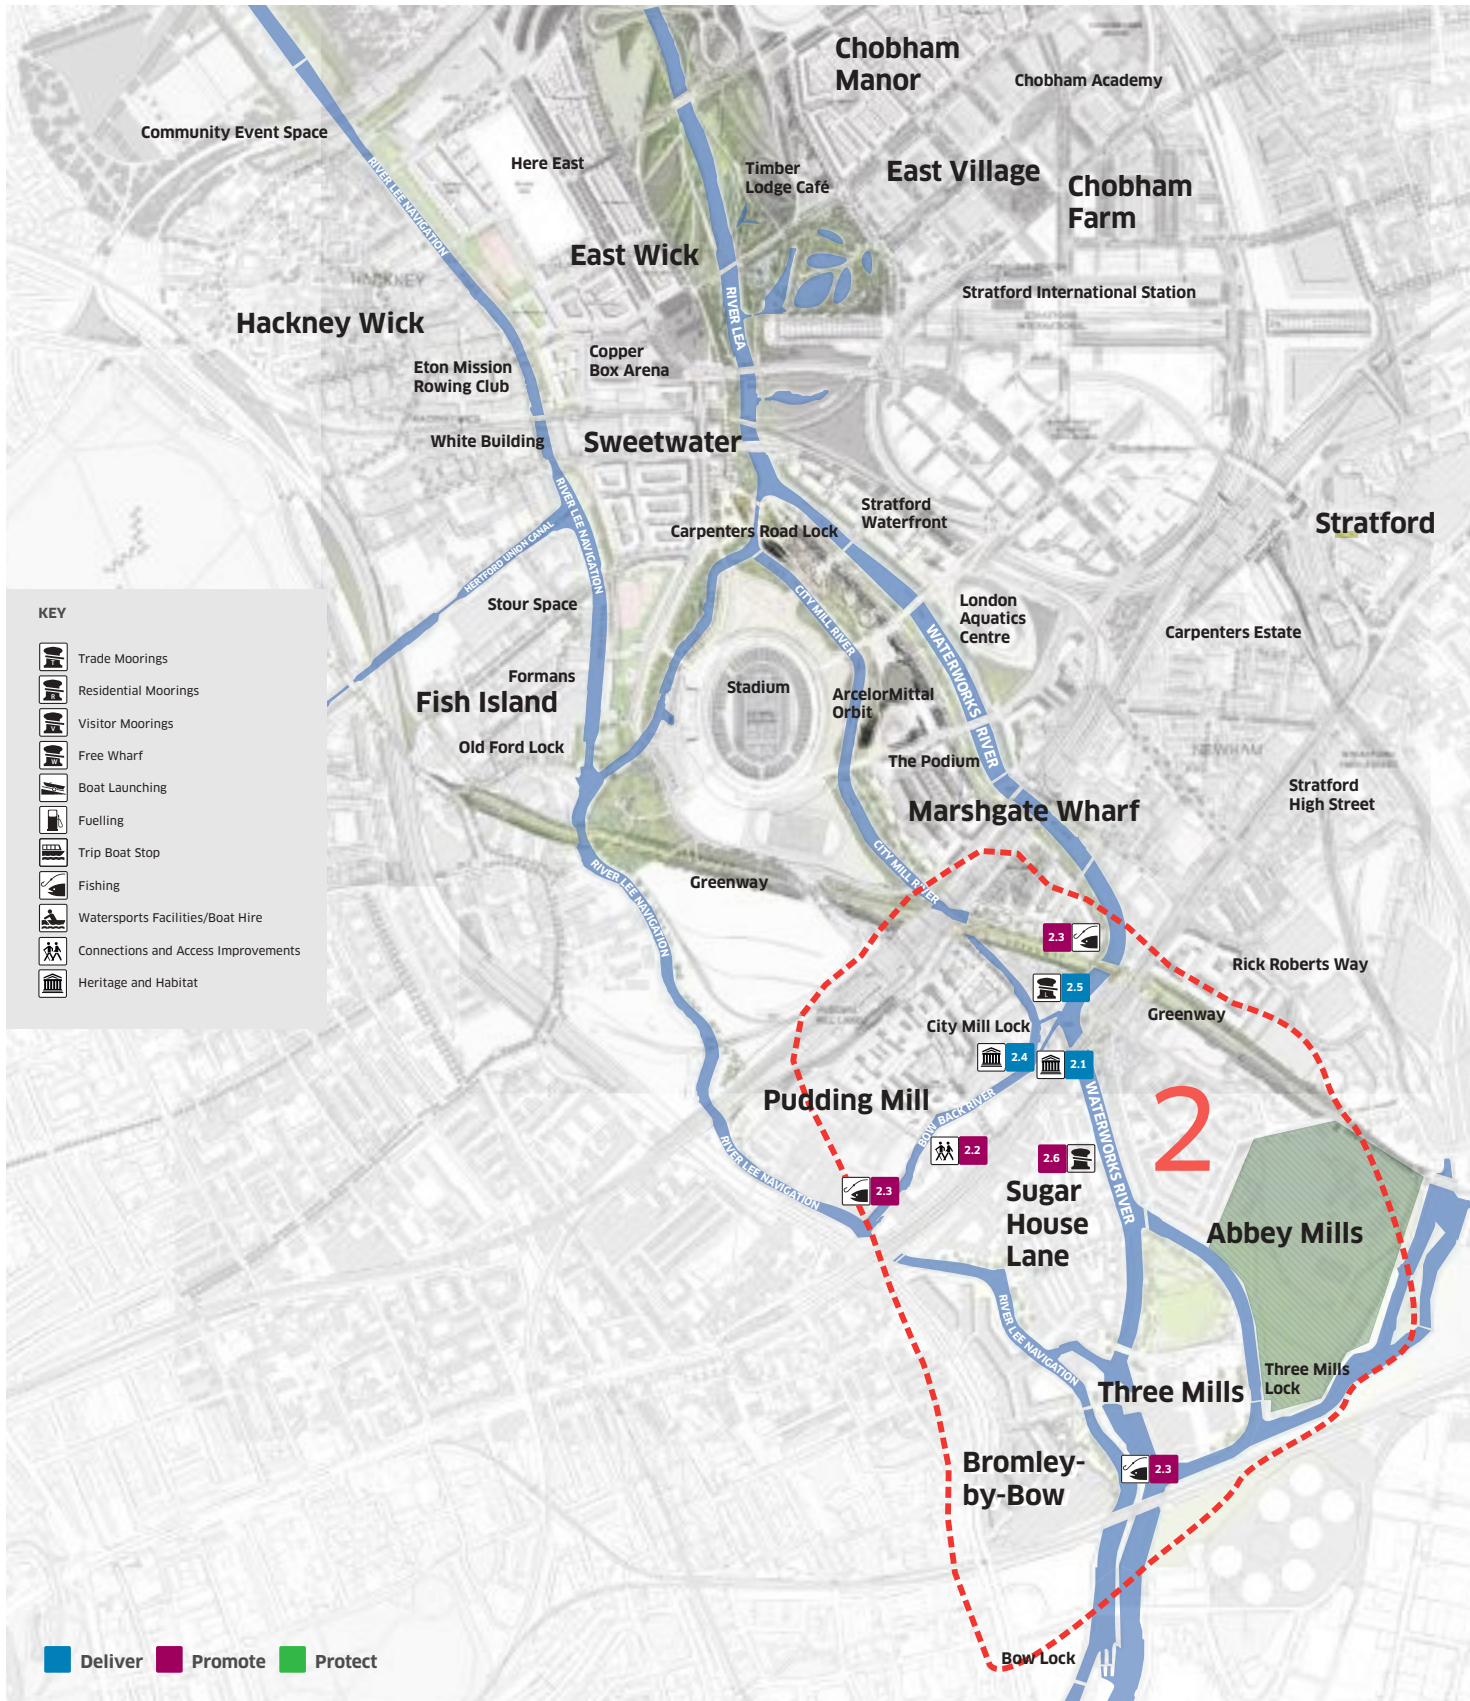 Chobham
Manor
Chobham Academy
Community Event Space
Here East
Timber
Lodge Café
East Village
Chobham
Farm
RIVER LEE NAVIGATION
East Wick
HACKNEY
RIVER LEA
Stratford International Station
Hackney Wick
Eton Mission
Rowing Club
Copper
Box Arena
White Building
Sweetwater
RIVER LEE NAVIGATION
HERTFORD UNION CANAL
Carpenters Road Lock
Stratford
Waterfront
Stratford
Stour Space
CITY MILL RIVER
London
Aquatics
Centre
WATERWORKS RIVER
Carpenters Estate
KEY
Trade Moorings
Residential Moorings
Visitor Moorings
Free Wharf
Boat Launching
Fuelling
Trip Boat Stop
Fishing
Watersports Facilities/Boat Hire
Connections and Access Improvements
Heritage and Habitat
Formans
Fish Island
Stadium
ArcelorMittal
Orbit
Old Ford Lock
The Podium
NEWHAM
Stratford
High Street
Marshgate Wharf
CITY MILL RIVER
RIVER LEE NAVIGATION
Greenway
2.3
Rick Roberts Way
2.5
Greenway
City Mill Lock
2.4
2.1
Pudding Mill
BOW BACK RIVER
WATERWORKS RIVER
2
2.2
2.6
RIVER LEE NAVIGATION
2.3
Sugar
House
Lane
Abbey Mills
RIVER LEE NAVIGATION
Three Mills
Lock
Three Mills
Bromley-
by-Bow
2.3
Bow Lock
Deliver
Promote
Protect